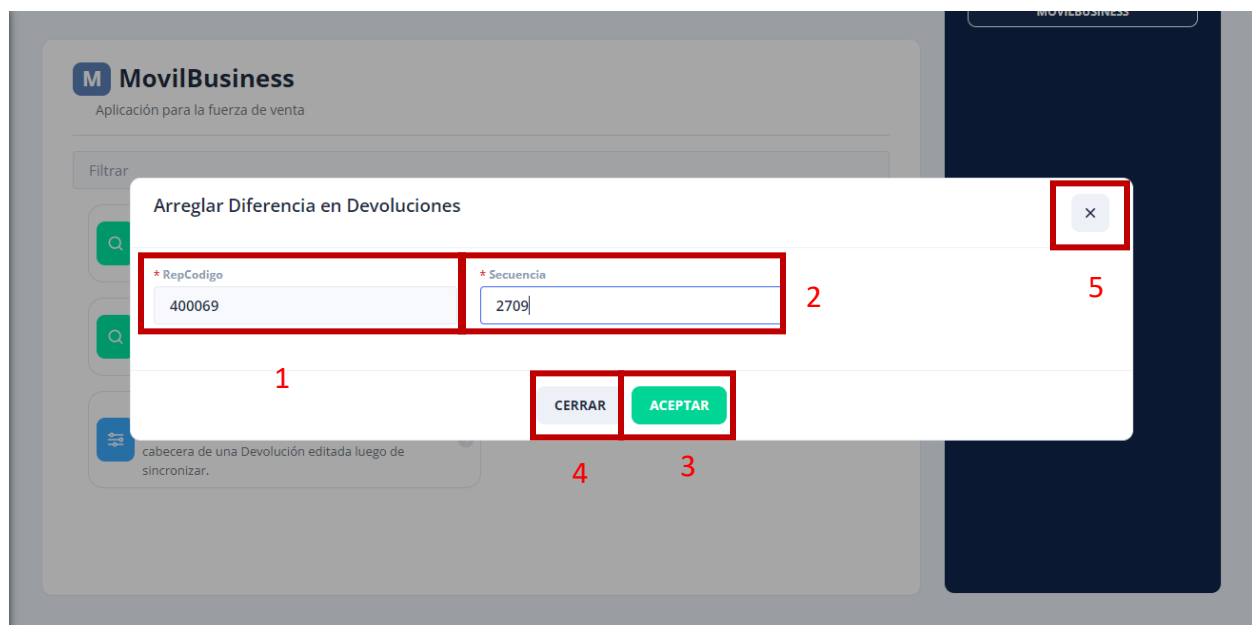 MOVILBUSINESS
M MovilBusiness
Aplicación para la fuerza de venta
Filtrar
Arreglar Diferencia en Devoluciones
×
5
* RepCodigo
* Secuencia
400069
2709
2
1
CERRAR
ACEPTAR
4
3
cabecera de una Devolución editada luego de
sincronizar.